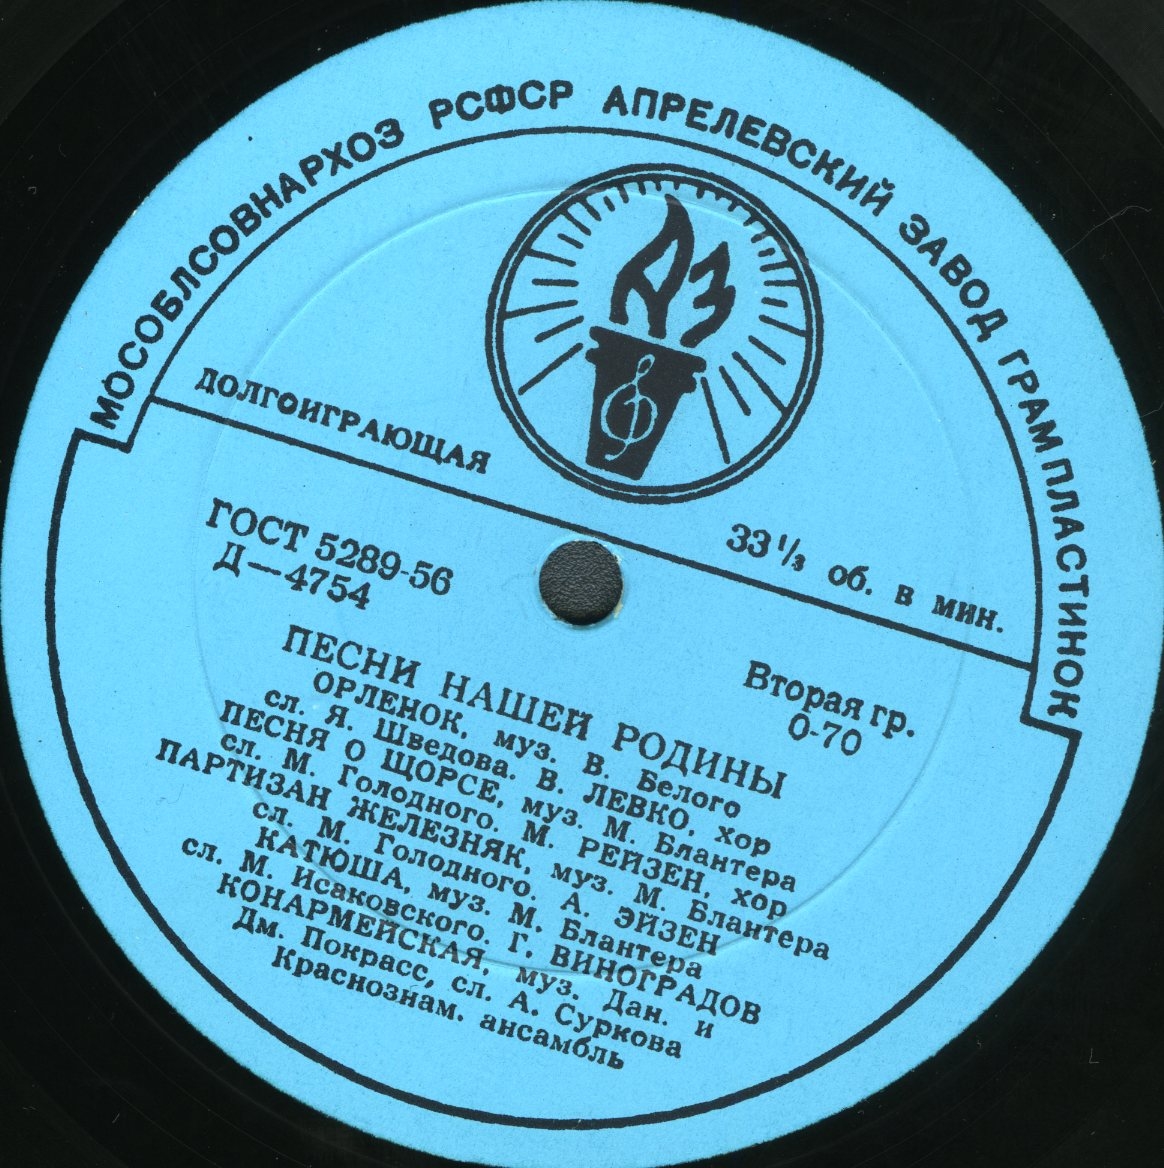 МОСОБЛСОВНАРХОЗ РСФСР АПРЕЛЕВСКИЙ ЗАВОД ГРАМПЛАСТИНОК
АЗ
ДОЛГОИГРАЮЩАЯ
33 1/3 об. в мин.
ГОСТ 5289-56
Д—4754
Вторая гр.
0-70
ПЕСНИ НАШЕЙ РОДИНЫ
ОРЛЕНОК, муз. В. Белого
сл. Я. Шведова. В. ЛЕВКО, хор
ПЕСНЯ О ЩОРСЕ, муз. М. Блантера
сл. М. Голодного. М. РЕЙЗЕН, хор
ПАРТИЗАН ЖЕЛЕЗНЯК, муз. М. Блантера
сл. М. Голодного. А. ЭЙЗЕН
КАТЮША, муз. М. Блантера
сл. М. Исаковского. Г. ВИНОГРАДОВ
КОНАРМЕЙСКАЯ, муз. Дан. и
Дм. Покрасс, сл. А. Суркова
Краснознам. ансамбль